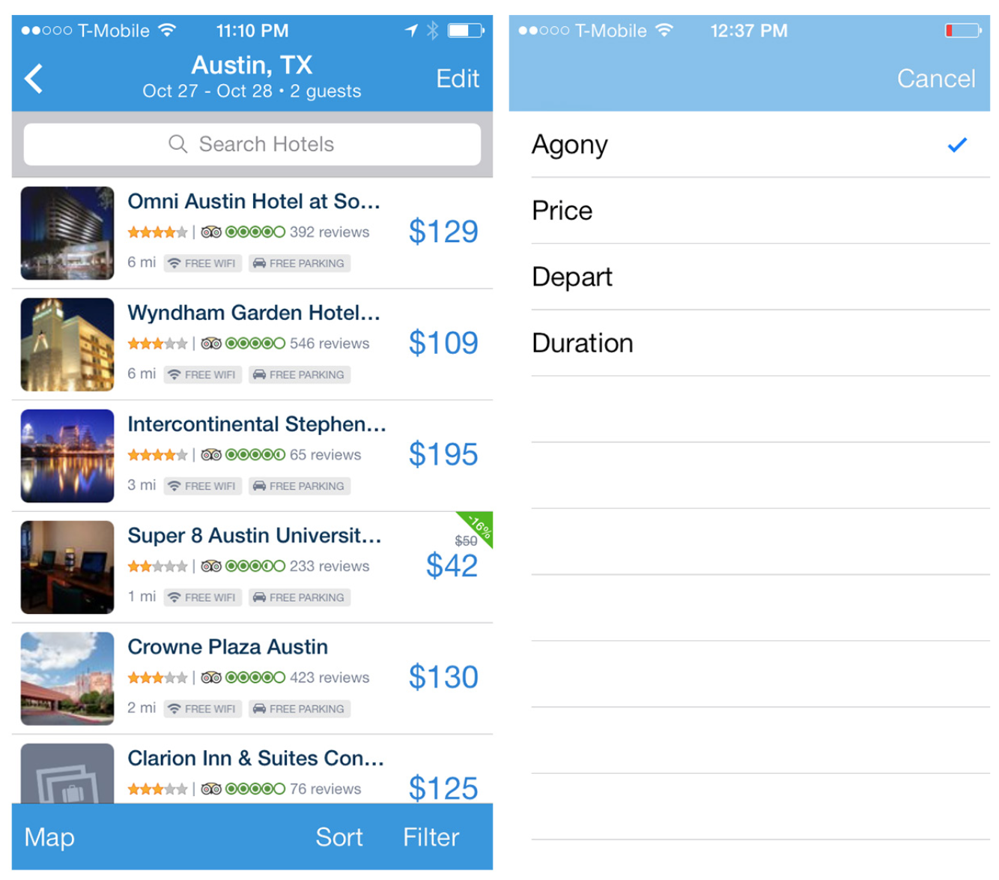 T-Mobile 11:10 PM
Austin, TX
Oct 27 - Oct 28 • 2 guests
Edit
Search Hotels
Omni Austin Hotel at So...
| 392 reviews
$129
6 mi FREE WIFI FREE PARKING
Wyndham Garden Hotel...
| 546 reviews
$109
6 mi FREE WIFI FREE PARKING
Intercontinental Stephen...
| 65 reviews
$195
3 mi FREE WIFI FREE PARKING
-16%
Super 8 Austin Universit...
$50
| 233 reviews
$42
1 mi FREE WIFI FREE PARKING
Crowne Plaza Austin
| 423 reviews
$130
2 mi FREE WIFI FREE PARKING
Clarion Inn & Suites Con...
| 76 reviews
$125
Map Sort Filter
T-Mobile 12:37 PM
Cancel
Agony
Price
Depart
Duration